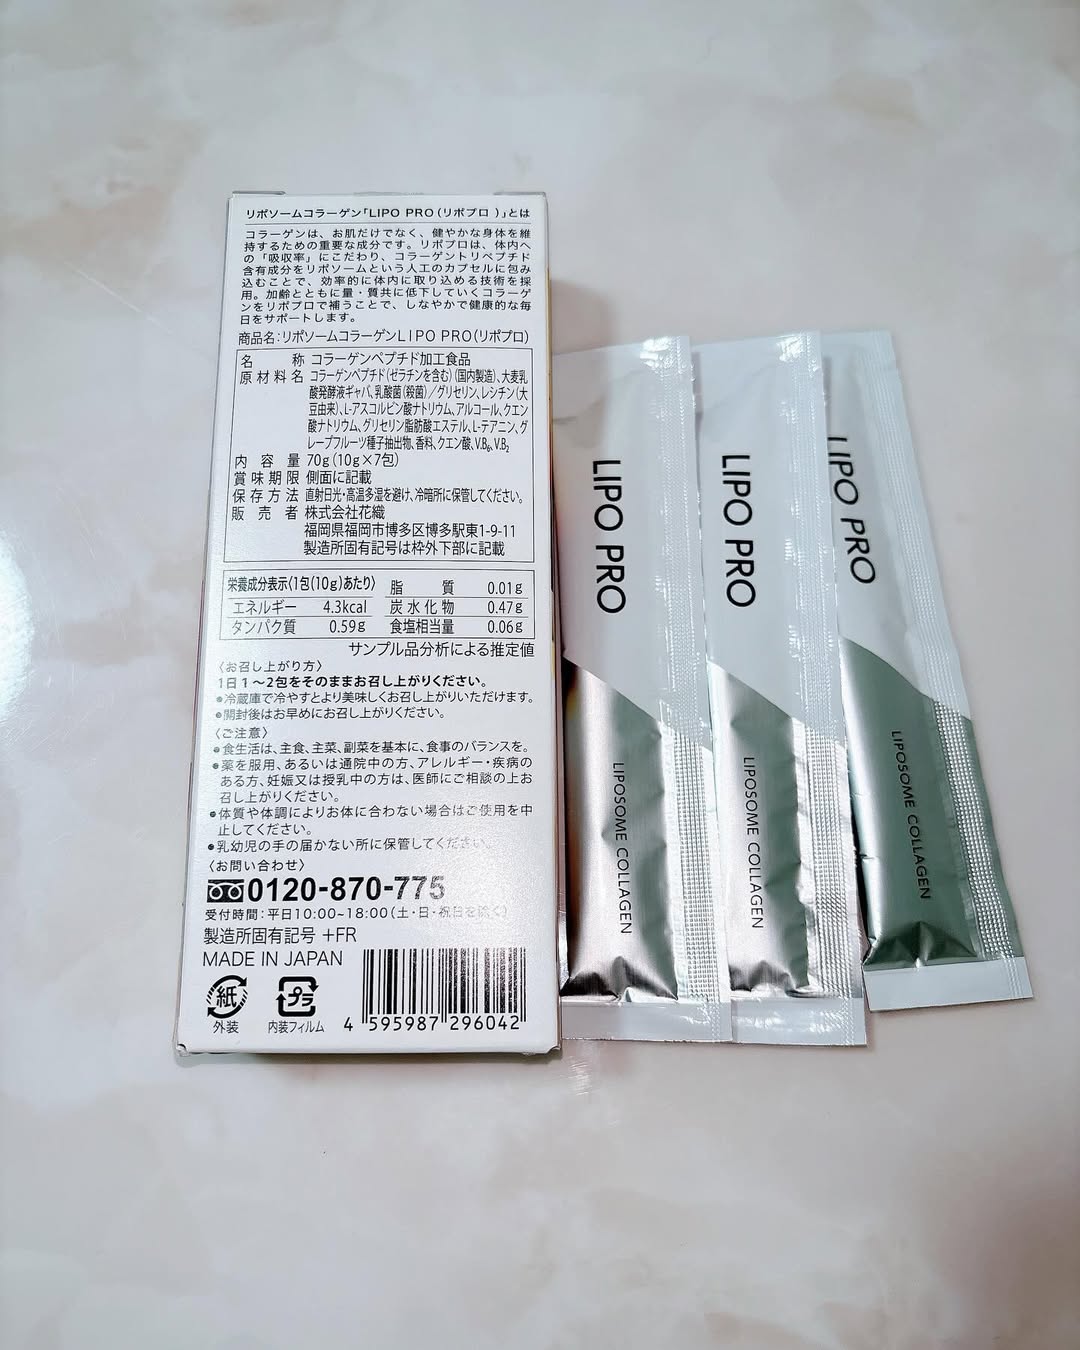 リポソームコラーゲン「LIPO PRO(リポプロ )」とは
コラーゲンは、お肌だけでなく、健やかな身体を維
持するための重要な成分です。リポプロは、体内へ
の「吸収率」にこだわり、コラーゲントリペプチド
含有成分をリポソームという人工のカプセルに包み
込むことで、効率的に体内に取り込める技術を採
用。加齢とともに量・質共に低下していくコラーゲ
ンをリポプロで補うことで、しなやかで健康的な毎
日をサポートします。
商品名:リポソームコラーゲンLIPO PRO(リポプロ)
名 称 コラーゲンペプチド加工食品
原材料名 コラーゲンペプチド(ゼラチンを含む)(国内製造)、大麦乳
酸発酵液ギャバ、乳酸菌(殺菌)/グリセリン、レシチン(大
豆由来)、L-アスコルビン酸ナトリウム、アルコール、クエン
酸ナトリウム、グリセリン脂肪酸エステル、L-テアニン、グ
レープフルーツ種子抽出物、香料、クエン酸、V.B₆、V.B₂
内容量 70g(10g×7包)
賞味期限 側面に記載
保存方法 直射日光・高温多湿を避け、冷暗所に保管してください。
販売者 株式会社花織
福岡県福岡市博多区博多駅東1-9-11
製造所固有記号は枠外下部に記載
栄養成分表示〈1包(10g)あたり〉 脂質 0.01g
エネルギー 4.3kcal 炭水化物 0.47g
タンパク質 0.59g 食塩相当量 0.06g
サンプル品分析による推定値
〈お召し上がり方〉
1日1〜2包をそのままお召し上がりください。
●冷蔵庫で冷やすとより美味しくお召し上がりいただけます。
●開封後はお早めにお召し上がりください。
〈ご注意〉
●食生活は、主食、主菜、副菜を基本に、食事のバランスを。
●薬を服用、あるいは通院中の方、アレルギー・疾病の
ある方、妊娠又は授乳中の方は、医師にご相談の上お
召し上がりください。
●体質や体調によりお体に合わない場合はご使用を中
止してください。
●乳幼児の手の届かない所に保管してください。
〈お問い合わせ〉
0120-870-775
受付時間:平日10:00~18:00(土・日・祝日を除く)
製造所固有記号 +FR
MADE IN JAPAN
紙
外装
プラ
内装フィルム
4 595987 296042
LIPO PRO
LIPOSOME COLLAGEN
LIPO PRO
LIPOSOME COLLAGEN
LIPO PRO
LIPOSOME COLLAGEN